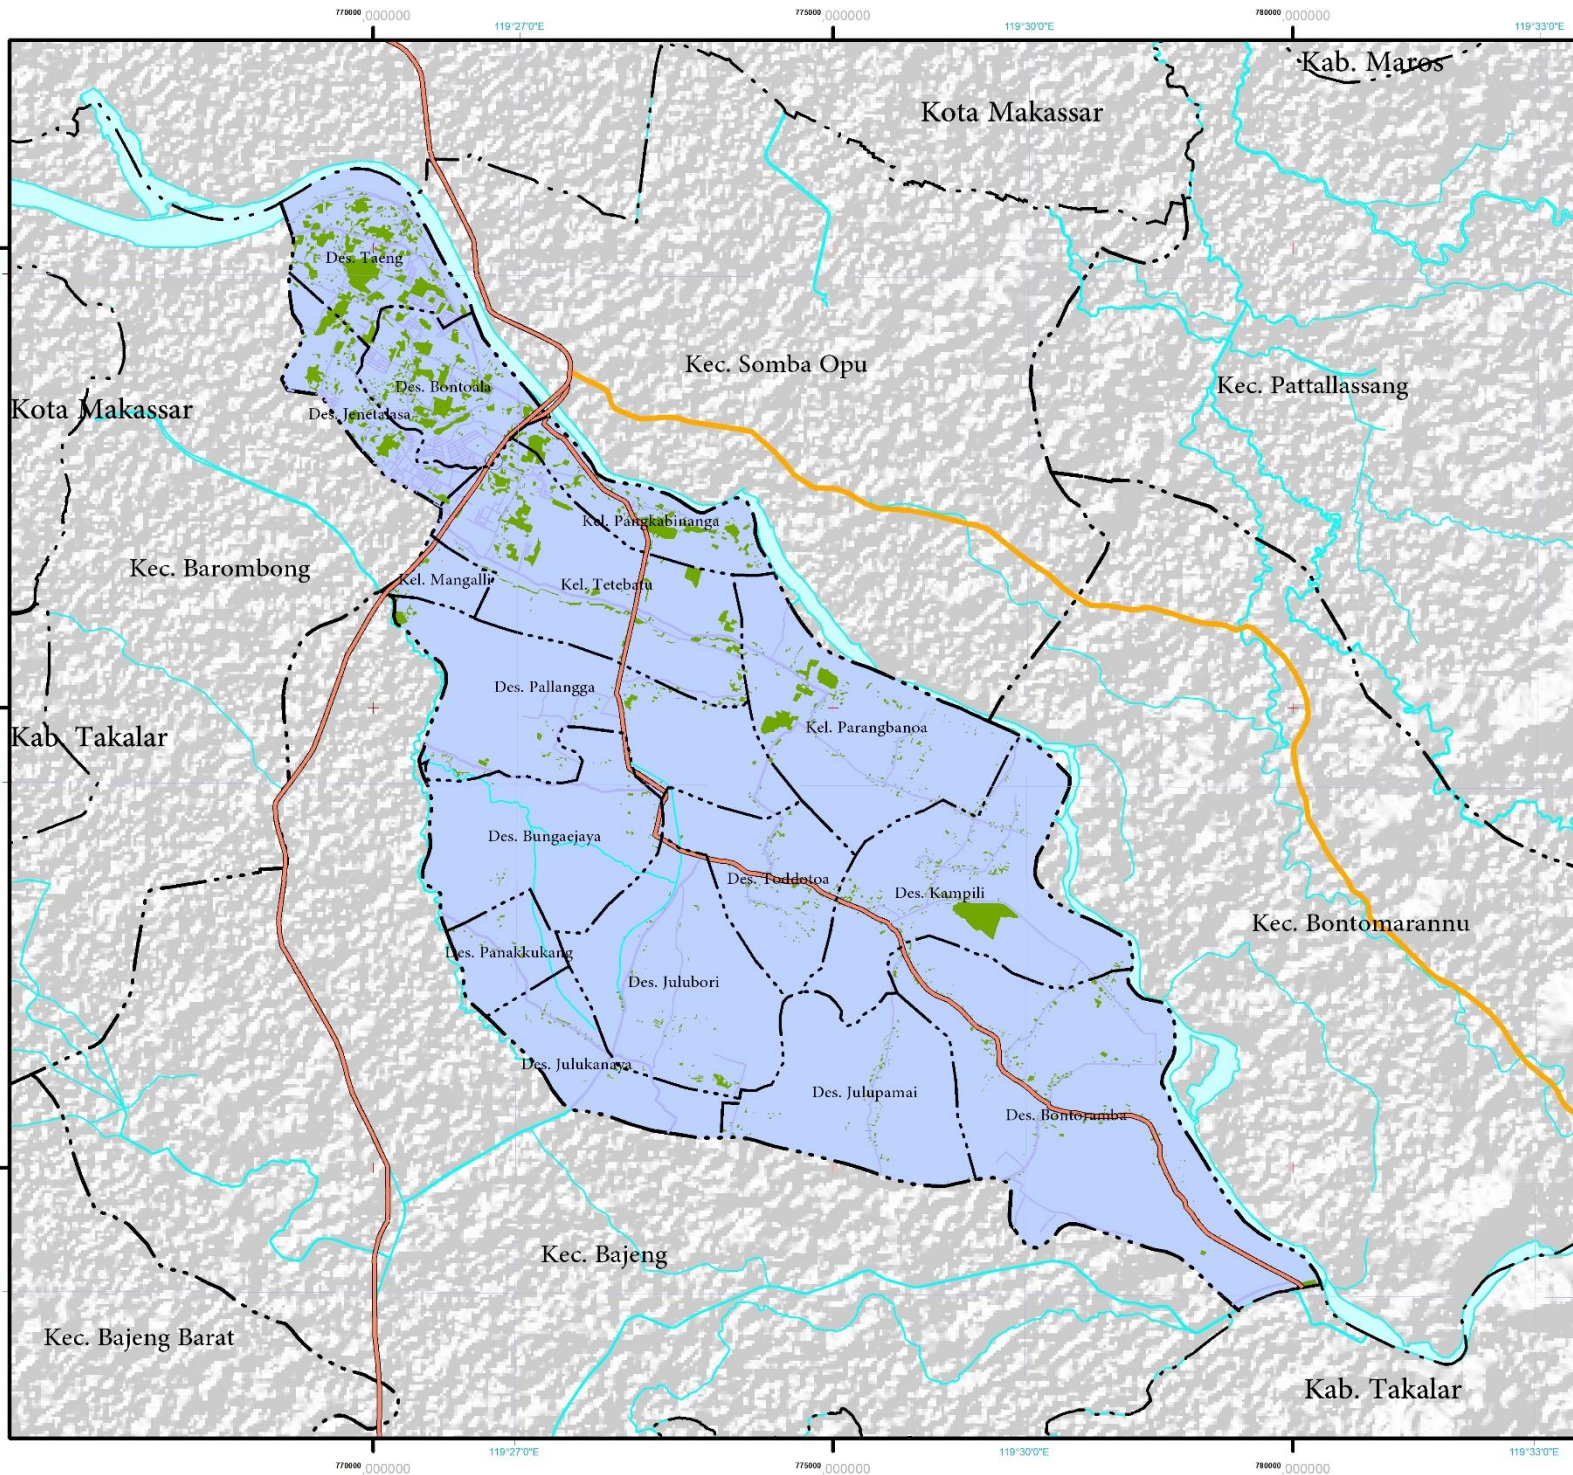 770000,000000
775000,000000
780000,000000
119°27'0"E
119°30'0"E
119°33'0"E
Kab. Maros
Kota Makassar
Des. Taeng
Kec. Somba Opu
Kec. Pattallassang
Des. Bontoala
Kota Makassar
Des. Jenetalasa
Kel. Pangkabinanga
Kec. Barombong
Kel. Mangalli
Kel. Tetebatu
Des. Pallangga
Kel. Parangbanoa
Kab. Takalar
Des. Bungaejaya
Des. Toddotoa
Des. Kampili
Kec. Bontomarannu
Des. Panakkukang
Des. Julubori
Des. Julukanaya
Des. Julupamai
Des. Bontoramba
Kec. Bajeng
Kec. Bajeng Barat
Kab. Takalar
119°27'0"E
119°30'0"E
119°33'0"E
770000,000000
775000,000000
780000,000000